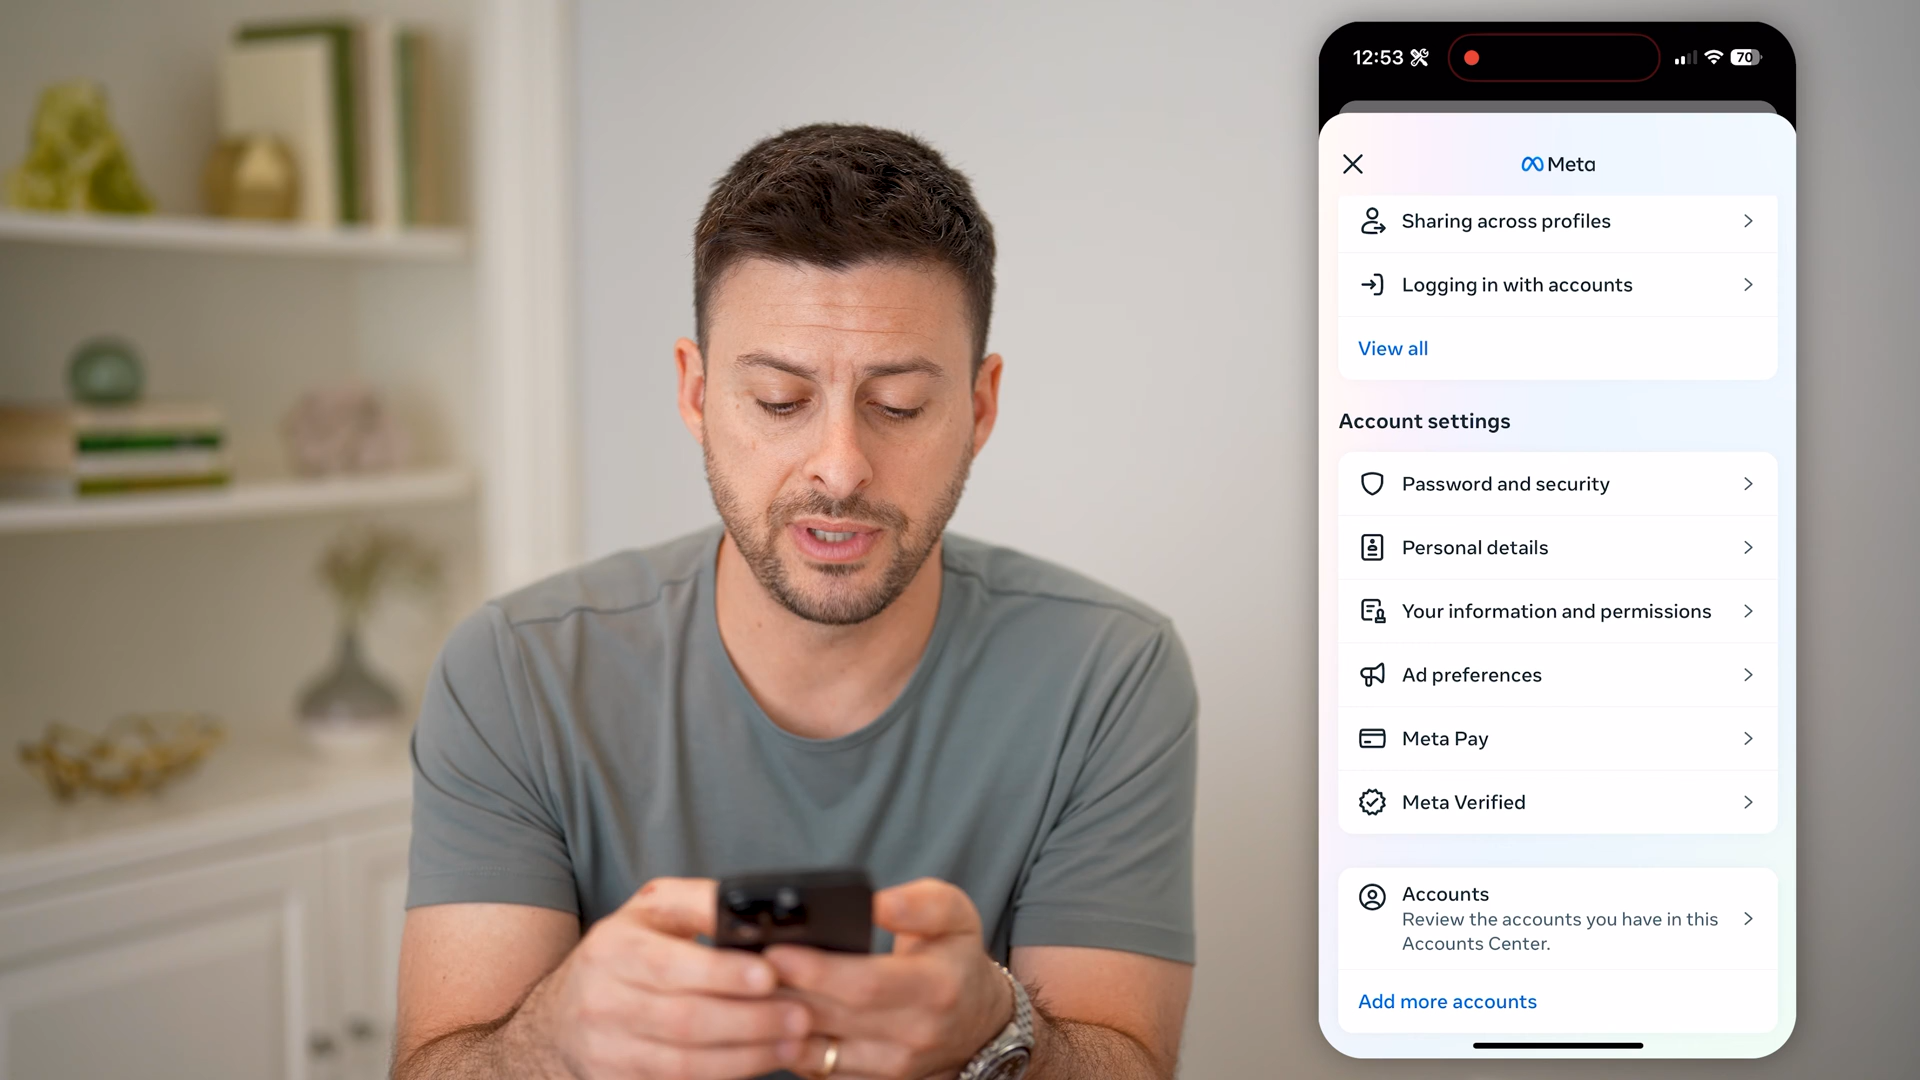 12:53
70
Meta
Sharing across profiles
Logging in with accounts
View all
Account settings
Password and security
Personal details
Your information and permissions
Ad preferences
Meta Pay
Meta Verified
Accounts
Review the accounts you have in this
Accounts Center.
Add more accounts